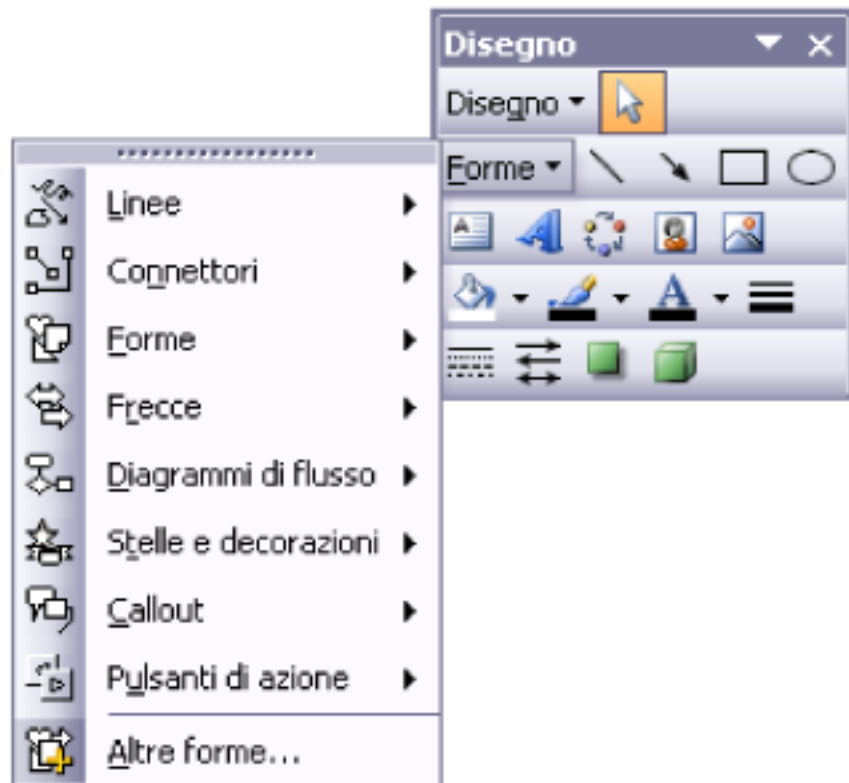 Disegno
Disegno
Forme
Linee
Connettori
Forme
Frecce
Diagrammi di flusso
Stelle e decorazioni
Callout
Pulsanti di azione
Altre forme...